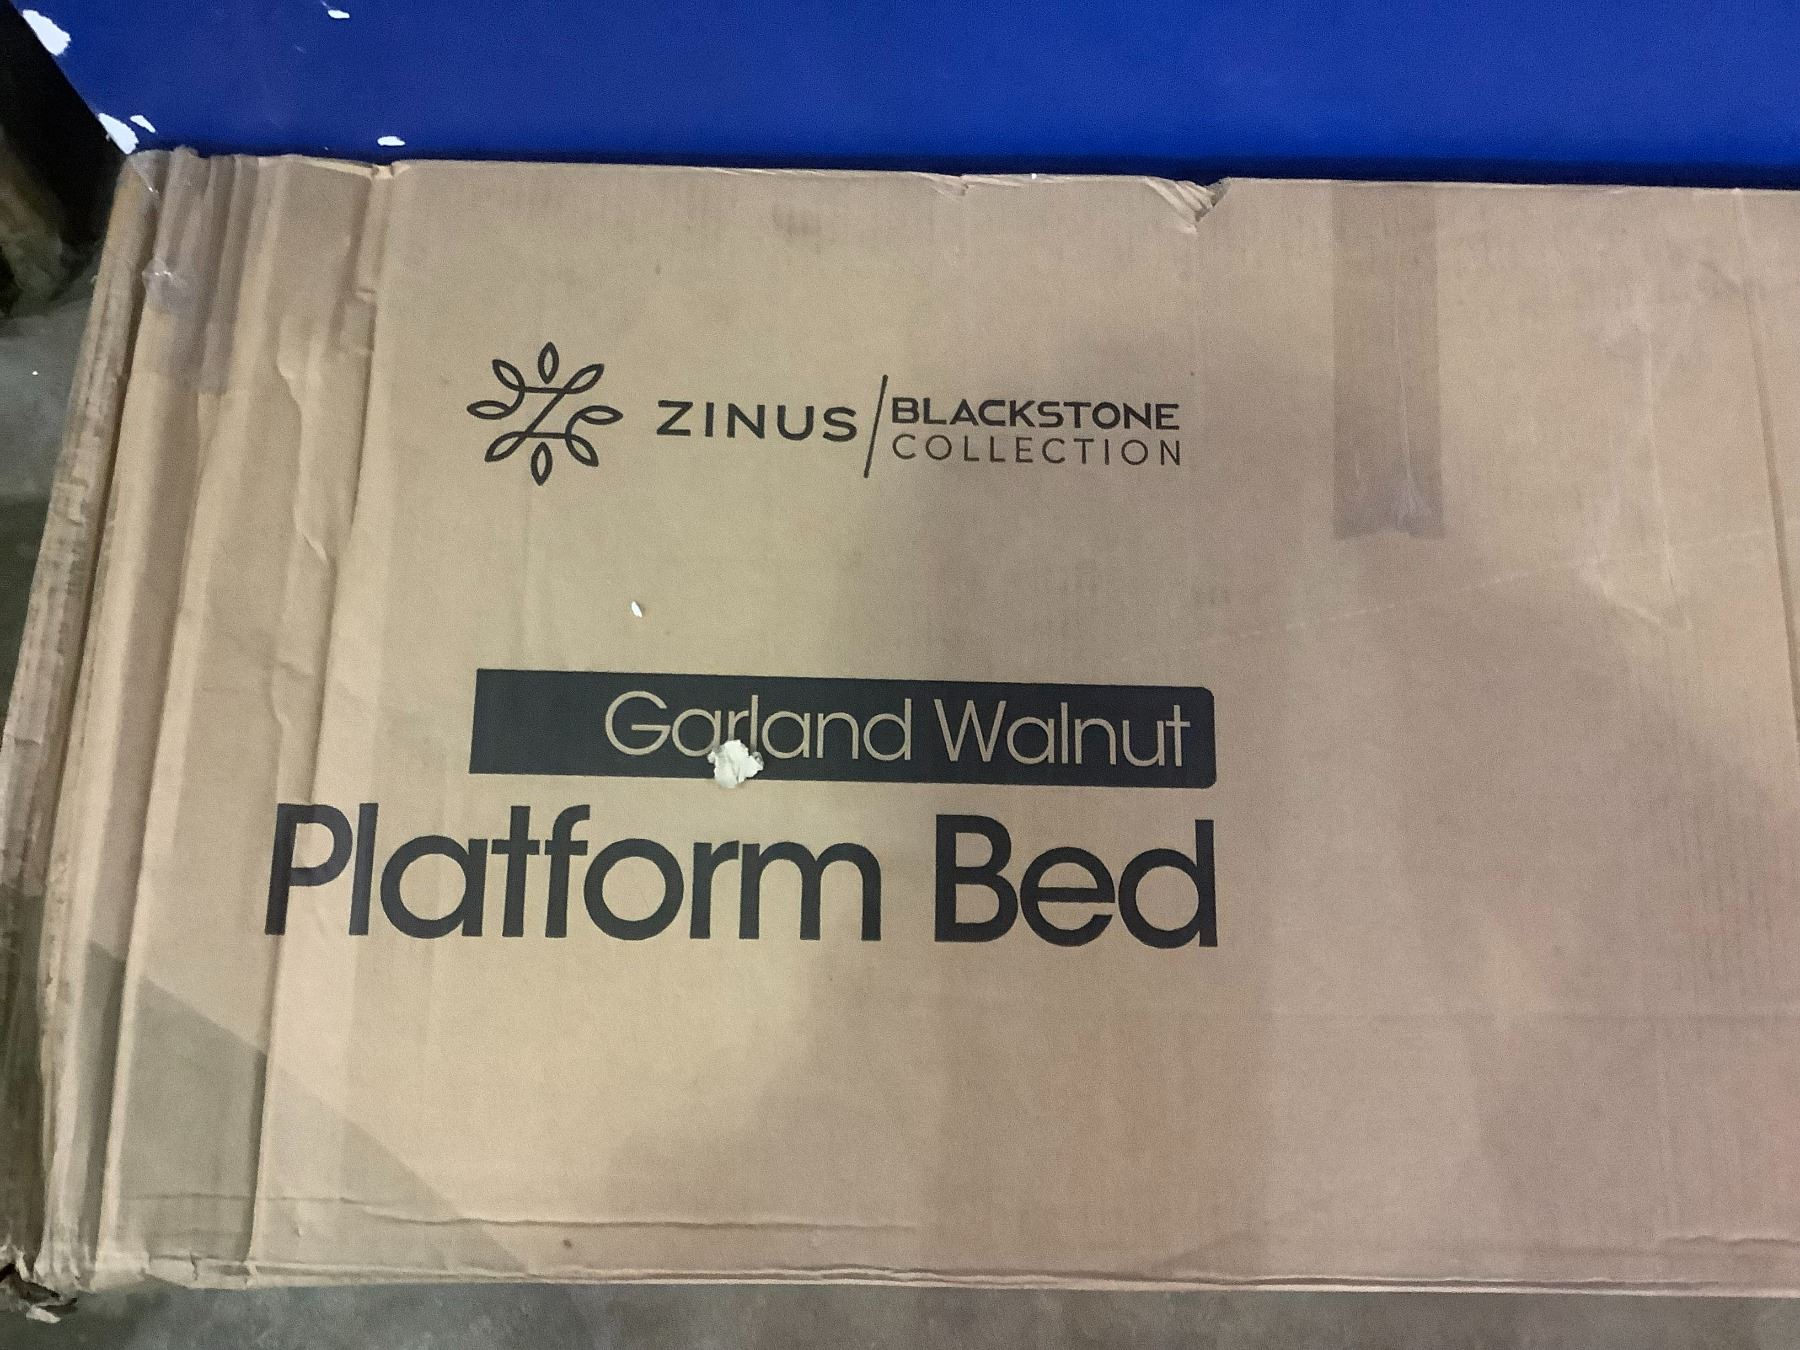 ZINUS BLACKSTONE
COLLECTION
Garland Walnut
Platform Bed